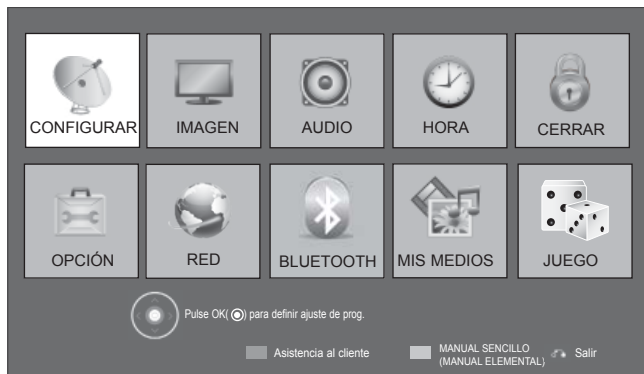 CONFIGURAR
IMAGEN
AUDIO
HORA
CERRAR
OPCIÓN
RED
BLUETOOTH
MIS MEDIOS
JUEGO
Pulse OK( ) para definir ajuste de prog.
Asistencia al cliente
MANUAL SENCILLO
(MANUAL ELEMENTAL)
Salir